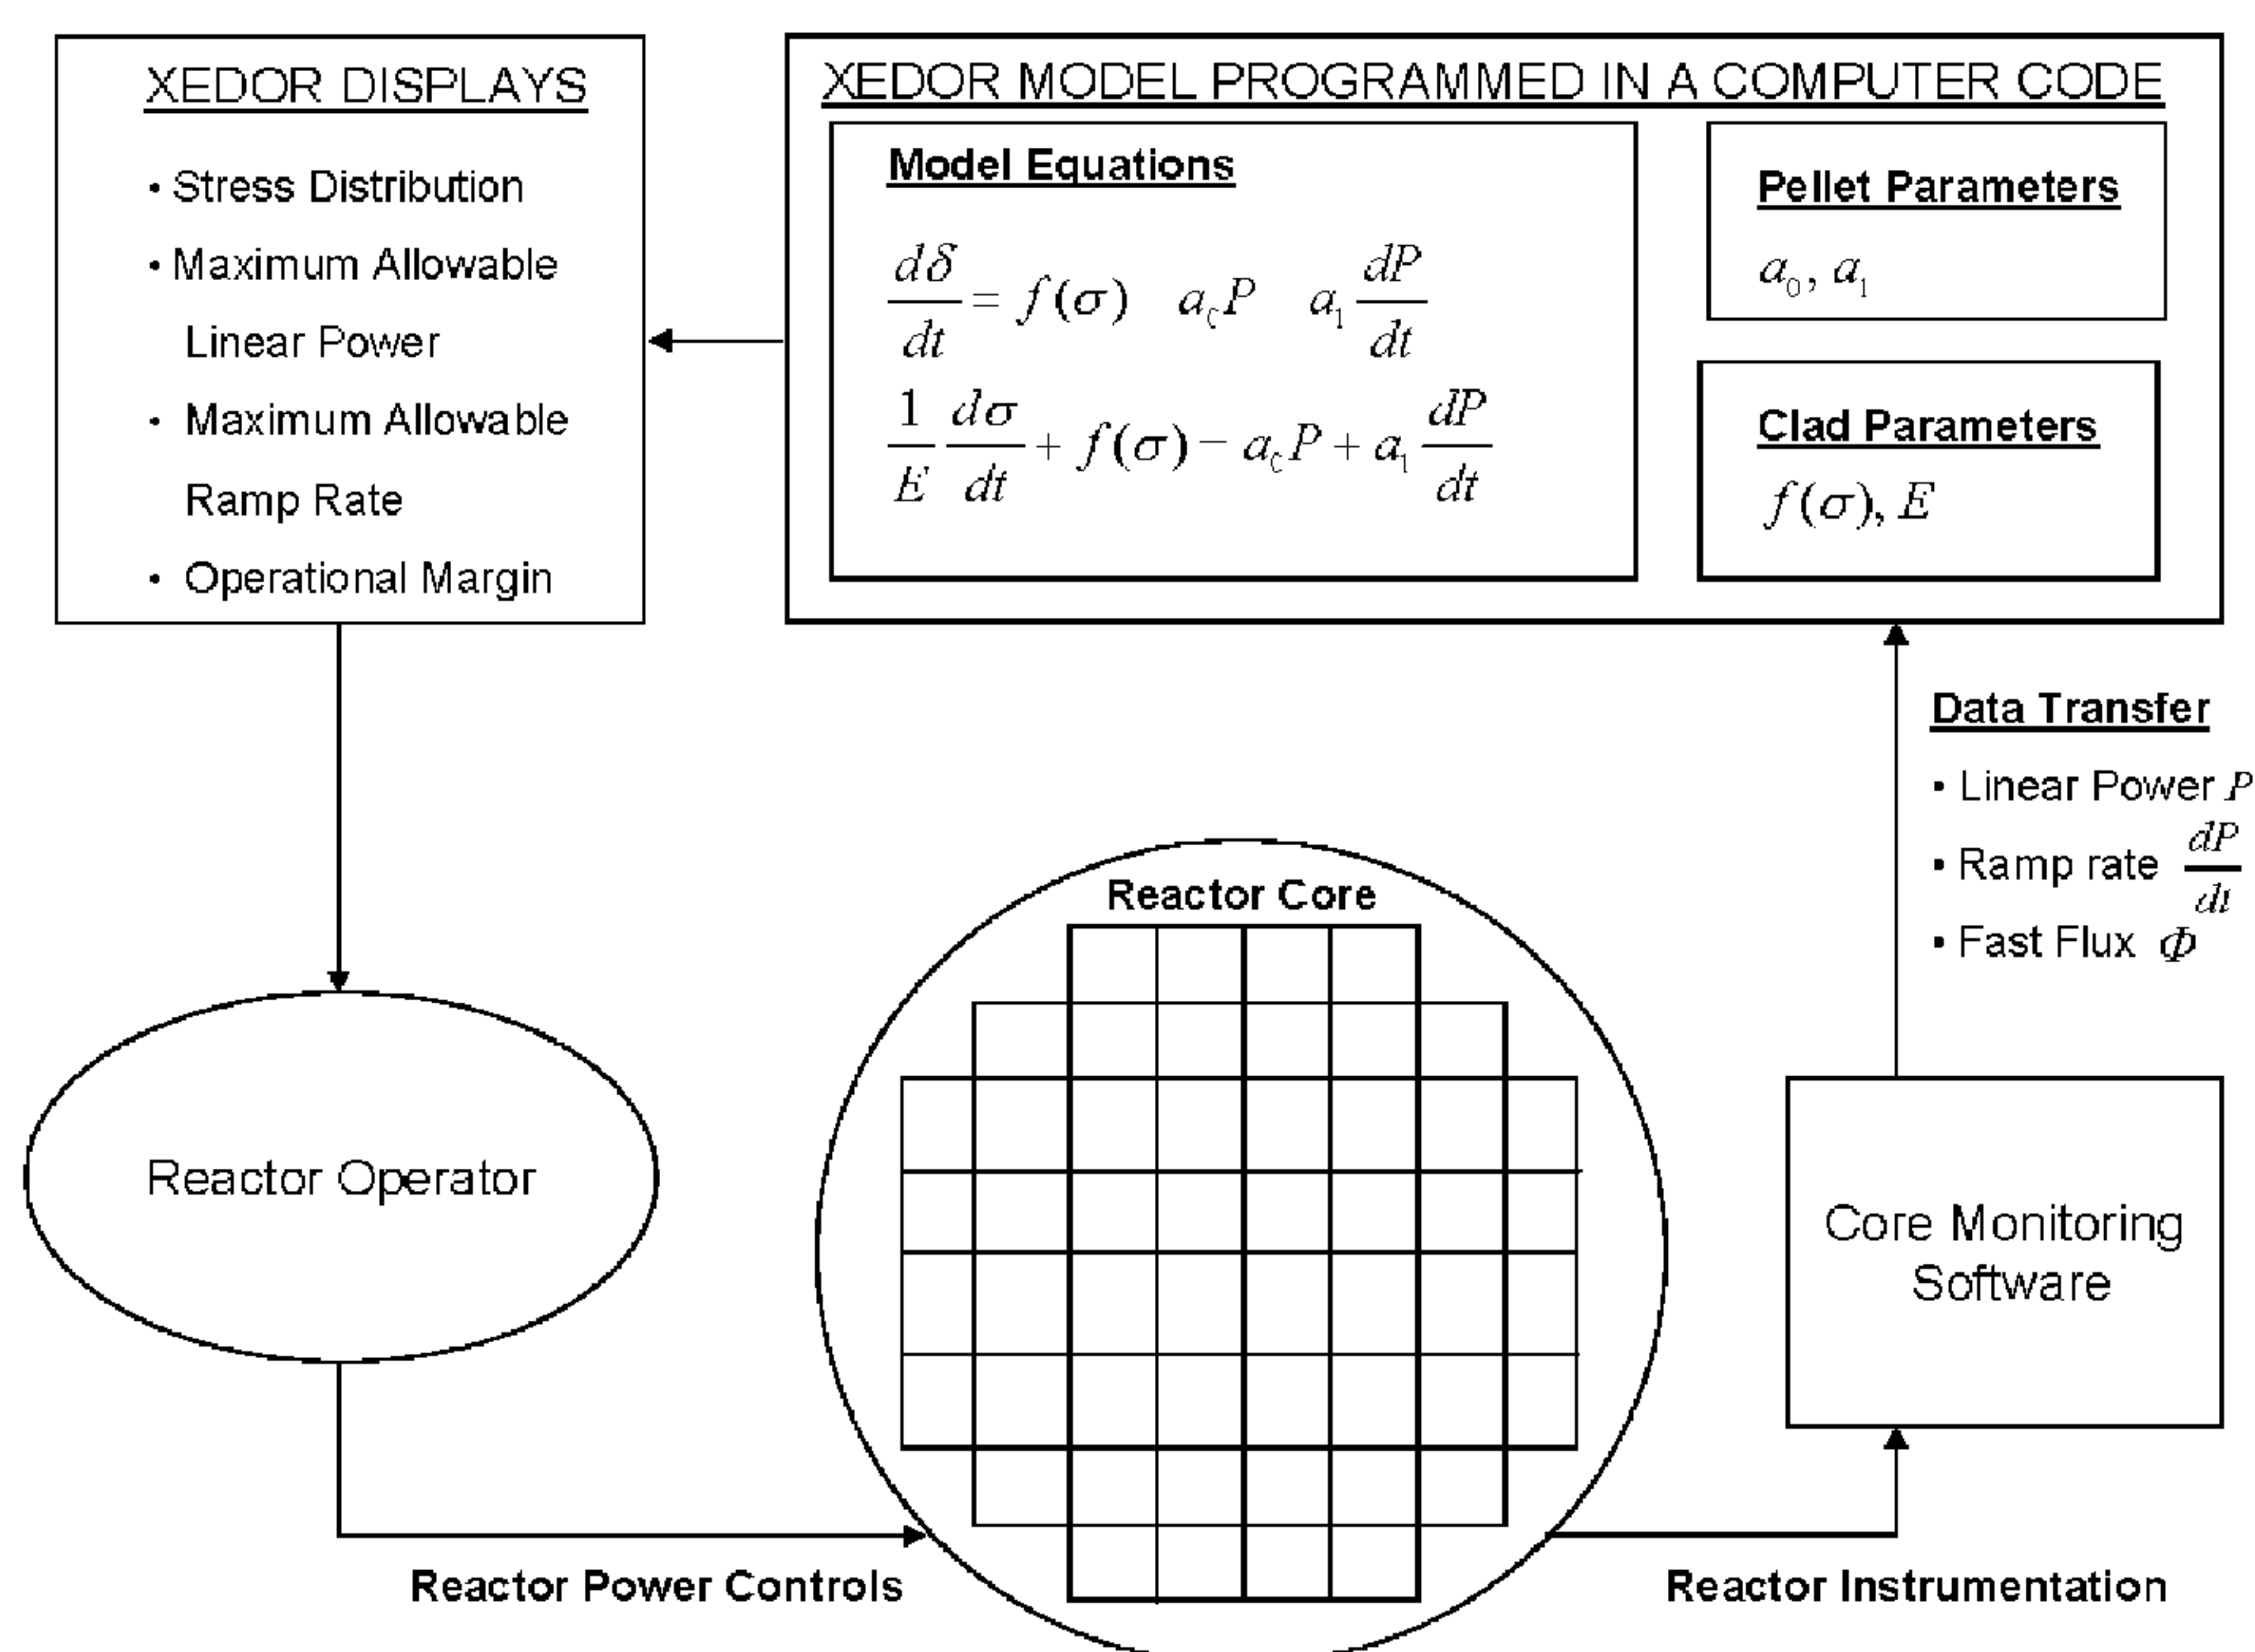 XEDOR DISPLAYS
• Stress Distribution
• Maximum Allowable
Linear Power
• Maximum Allowable
Ramp Rate
• Operational Margin
XEDOR MODEL PROGRAMMED IN A COMPUTER CODE
Model Equations
dδ/dt = f(σ) a₀P a₁ dP/dt
1/E dσ/dt + f(σ) − a₀P + a₁ dP/dt
Pellet Parameters
a₀, a₁
Clad Parameters
f(σ), E
Data Transfer
• Linear Power P
• Ramp rate dP/dt
• Fast Flux Φ
Reactor Core
Reactor Operator
Core Monitoring
Software
Reactor Power Controls
Reactor Instrumentation